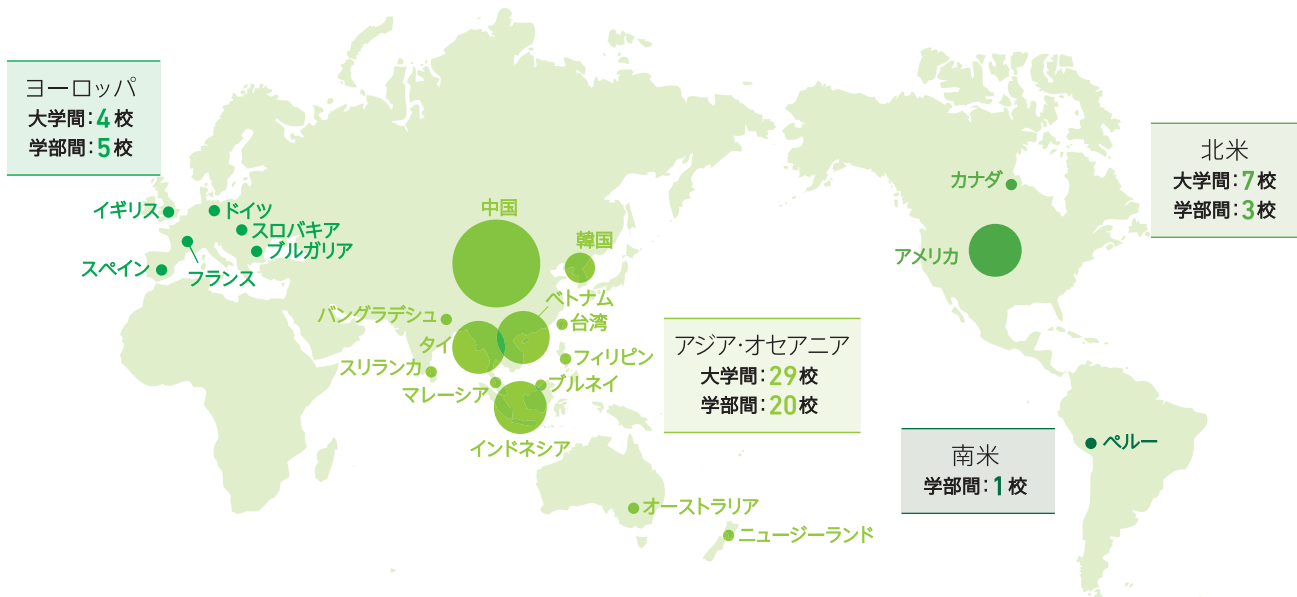 ヨーロッパ
大学間：4校
学部間：5校
イギリス
ドイツ
スロバキア
ブルガリア
スペイン
フランス
中国
韓国
ベトナム
バングラデシュ
台湾
タイ
フィリピン
スリランカ
マレーシア
ブルネイ
インドネシア
アジア・オセアニア
大学間：29校
学部間：20校
オーストラリア
ニュージーランド
北米
大学間：7校
学部間：3校
カナダ
アメリカ
南米
学部間：1校
ペルー